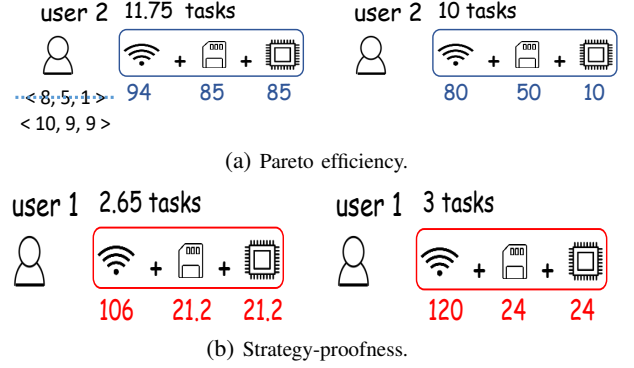 user 2 11.75 tasks user 2 10 tasks
+ + + +
< 8, 5, 1 > 94 85 85 80 50 10
< 10, 9, 9 >
(a) Pareto efficiency.
user 1 2.65 tasks user 1 3 tasks
+ + + +
106 21.2 21.2 120 24 24
(b) Strategy-proofness.